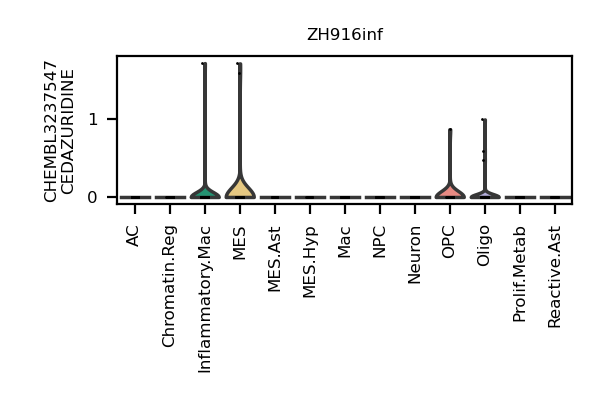 ZH916inf
CHEMBL3237547
CEDAZURIDINE
1
0
AC
Chromatin.Reg
Inflammatory.Mac
MES
MES.Ast
MES.Hyp
Mac
NPC
Neuron
OPC
Oligo
Prolif.Metab
Reactive.Ast